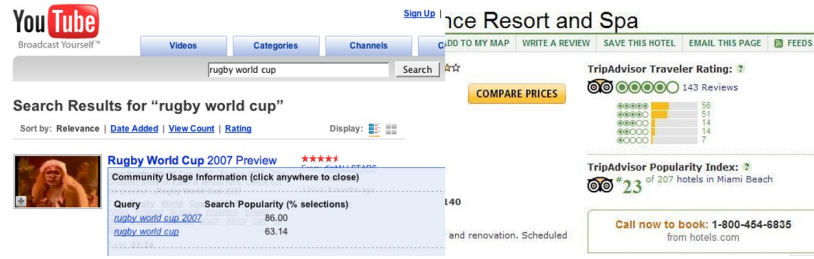 You Tube
Broadcast Yourself™
Sign Up |
Videos Categories Channels
rugby world cup Search
Search Results for “rugby world cup”
Sort by: Relevance | Date Added | View Count | Rating Display:
Rugby World Cup 2007 Preview
Community Usage Information (click anywhere to close)
Query Search Popularity (% selections)
rugby world cup 2007 86.00
rugby world cup 63.14
nce Resort and Spa
ADD TO MY MAP WRITE A REVIEW SAVE THIS HOTEL EMAIL THIS PAGE FEEDS
COMPARE PRICES
140
and renovation. Scheduled
TripAdvisor Traveler Rating: ?
143 Reviews
56
51
14
14
7
TripAdvisor Popularity Index: ?
#23 of 207 hotels in Miami Beach
Call now to book: 1-800-454-6835
from hotels.com